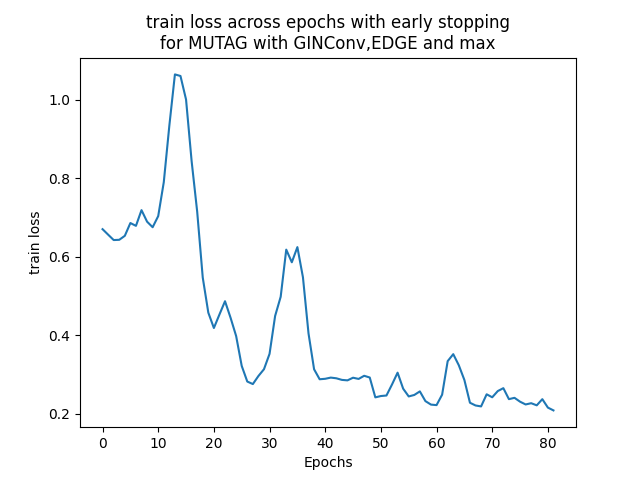 train loss across epochs with early stopping
for MUTAG with GINConv,EDGE and max
1.0
0.8
0.6
0.4
0.2
train loss
0 10 20 30 40 50 60 70 80
Epochs